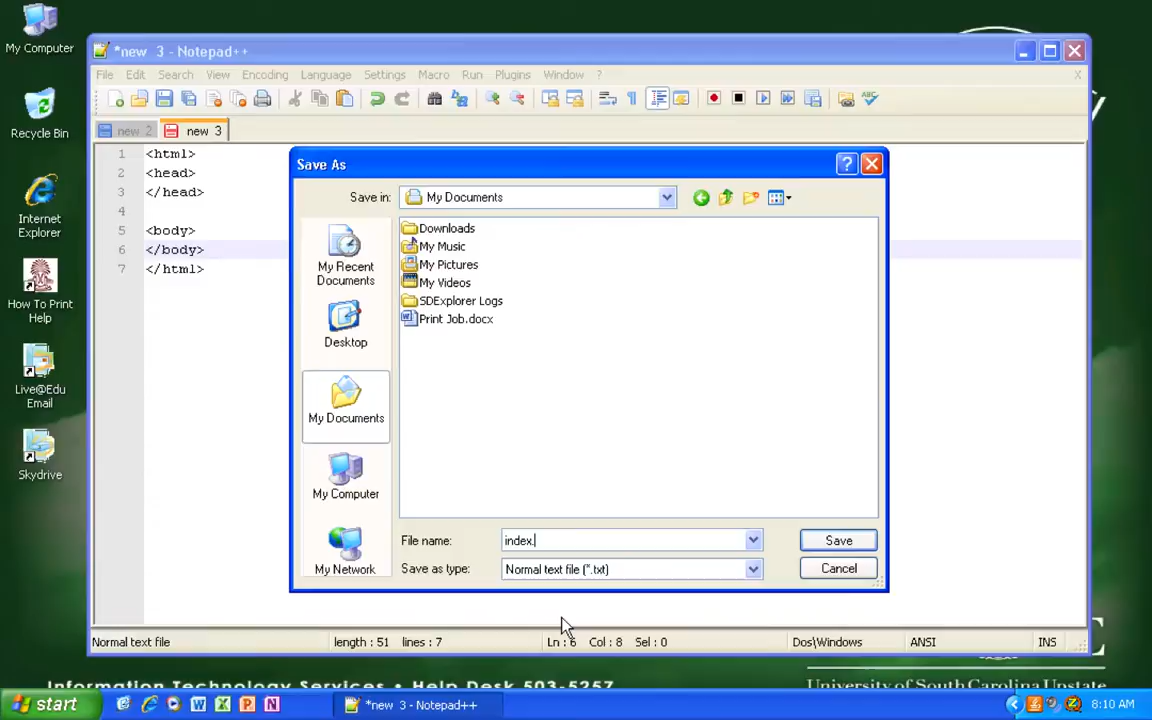 My Computer
Recycle Bin
Internet
Explorer
How To Print
Help
Live@Edu
Email
Skydrive
*new 3 - Notepad++
File Edit Search View Encoding Language Settings Macro Run Plugins Window ? X
new 2 new 3
1 <html>
2 <head>
3 </head>
4
5 <body>
6 </body>
7 </html>
Save As
Save in: My Documents
My Recent
Documents
Desktop
My Documents
My Computer
My Network
Downloads
My Music
My Pictures
My Videos
SDExplorer Logs
Print Job.docx
File name: index. Save
Save as type: Normal text file (*.txt) Cancel
Normal text file length : 51 lines : 7 Ln : 6 Col : 8 Sel : 0 Dos\Windows ANSI INS
Information Technology Services • Help Desk 503-5257
University of South Carolina Upstate
start *new 3 - Notepad++ 8:10 AM